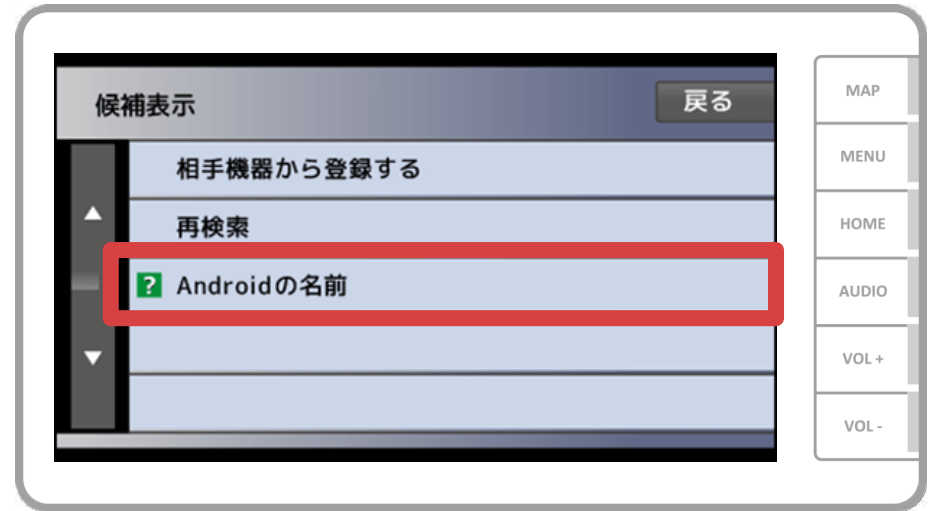 候補表示
戻る
相手機器から登録する
再検索
? Androidの名前
MAP
MENU
HOME
AUDIO
VOL +
VOL -